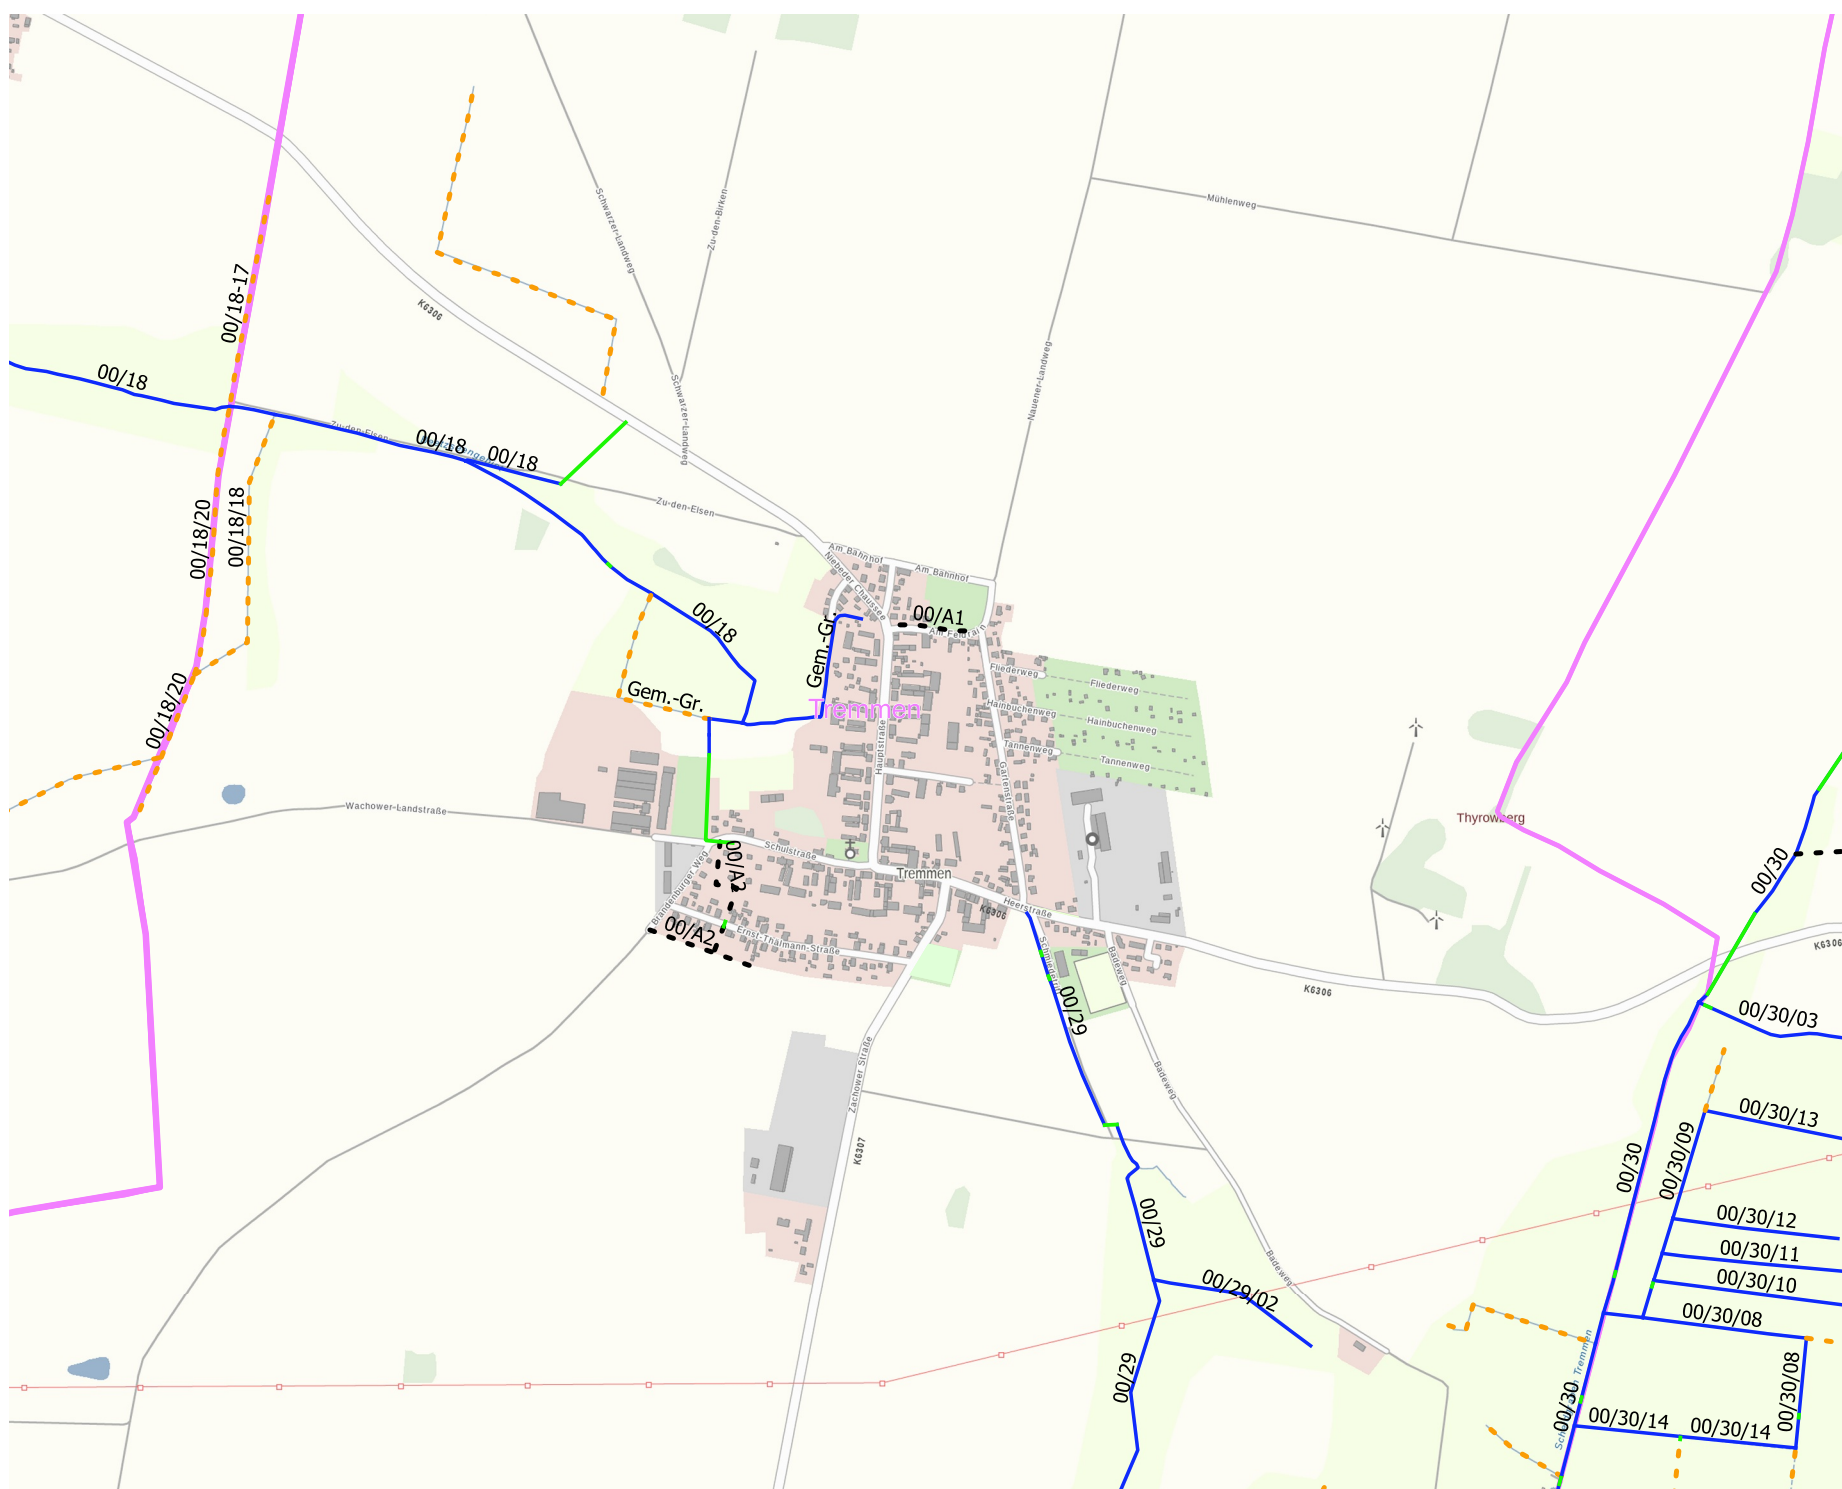 Schwarzer-Landweg
Zu-den-Birken
Mühlenweg
K6306
00/18-17
Nauener-Landweg
Schwarzer-Landweg
00/18
Zu-den-Elsen
00/18
00/18
Zu-den-Elsen
00/18/20
00/18/18
Am Bahnhof
Am Bahnhof
Niebeder Chaussee
00/A1
Am Feldrain
00/18
Gem.-Gr.
Gem.-Gr.
Tremmen
00/18/20
Fliederweg
Fliederweg
Hainbuchenweg
Hainbuchenweg
Tannenweg
Tannenweg
Hauptstraße
Gartenstraße
Wachower-Landstraße
Thyrowberg
Schulstraße
00/A2
Brandenburger Weg
Tremmen
00/30
K6306
Heerstraße
00/A2
Ernst-Thälmann-Straße
Badeweg
K6306
K6306
00/29
00/30/03
Zachower Straße
Badeweg
00/30/13
K6307
00/30
00/30/09
00/29
00/30/12
00/30/11
Badeweg
00/30/10
00/29/02
00/30/08
00/29
00/30/08
00/30
00/30/14
00/30/14